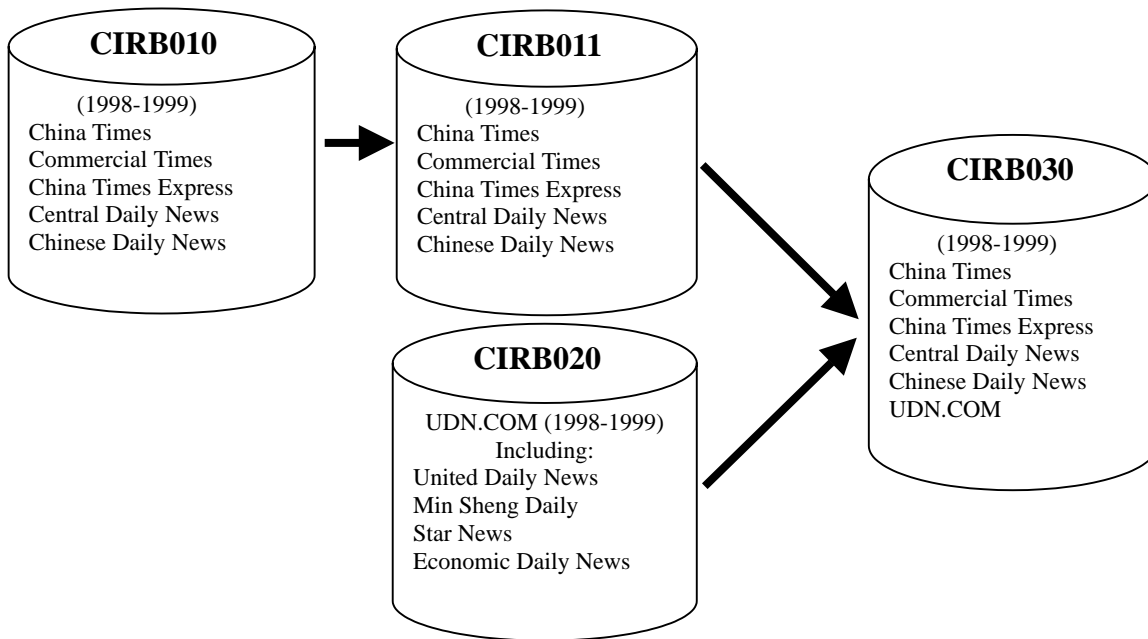 CIRB010
(1998-1999)
China Times
Commercial Times
China Times Express
Central Daily News
Chinese Daily News
CIRB011
(1998-1999)
China Times
Commercial Times
China Times Express
Central Daily News
Chinese Daily News
CIRB020
UDN.COM (1998-1999)
Including:
United Daily News
Min Sheng Daily
Star News
Economic Daily News
CIRB030
(1998-1999)
China Times
Commercial Times
China Times Express
Central Daily News
Chinese Daily News
UDN.COM